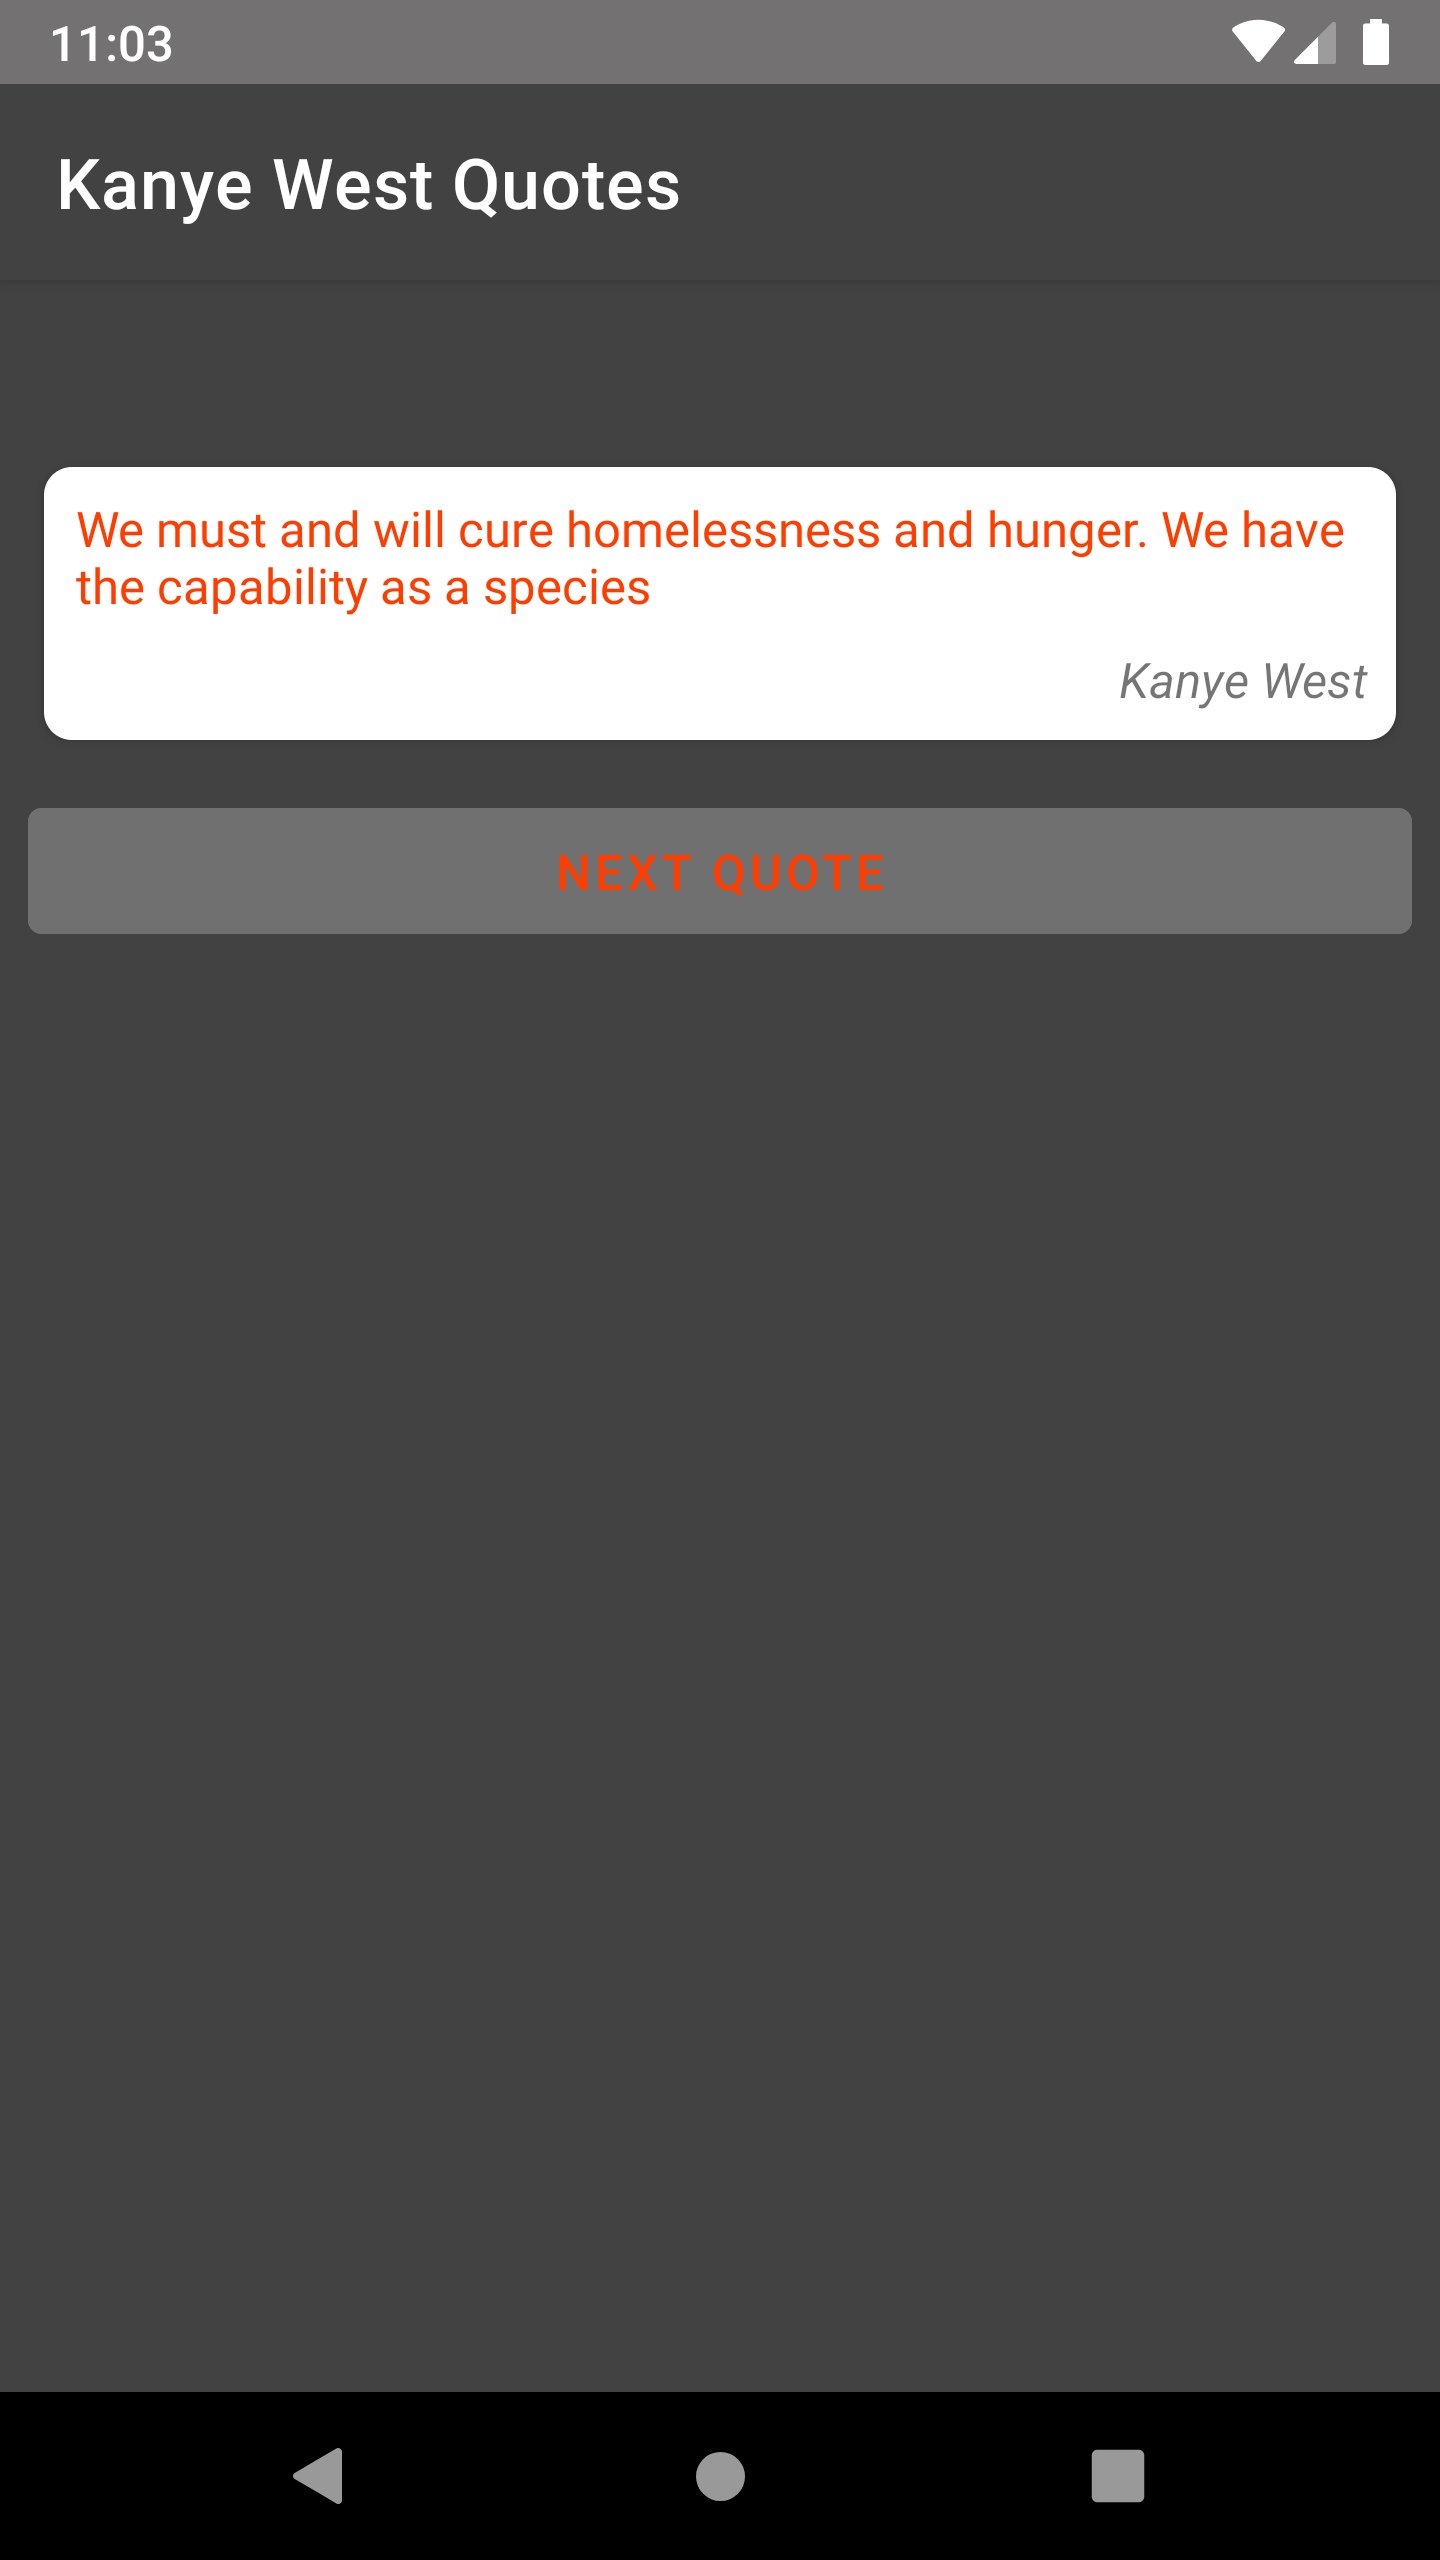 11:03
Kanye West Quotes
We must and will cure homelessness and hunger. We have
the capability as a species
Kanye West
NEXT QUOTE